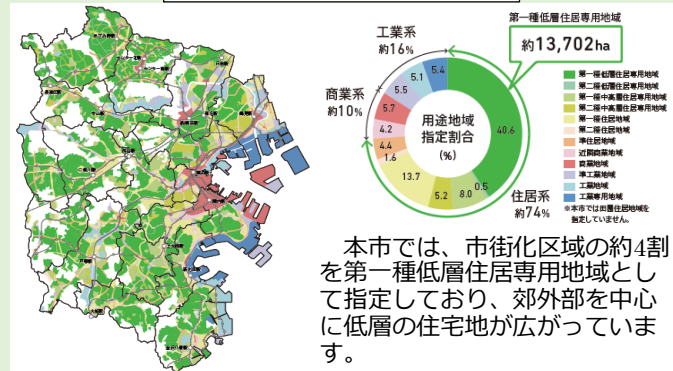 第一種低層住居専用地域
約13,702ha
工業系
約16%
商業系
約10%
住居系
約74%
用途地域
指定割合
(%)
40.6
0.5
8.0
5.2
13.7
1.6
4.4
4.2
5.7
5.5
5.1
5.4
第一種低層住居専用地域
第二種低層住居専用地域
第一種中高層住居専用地域
第二種中高層住居専用地域
第一種住居地域
第二種住居地域
準住居地域
近隣商業地域
商業地域
準工業地域
工業地域
工業専用地域
※本市では田園住居地域を
指定していません。
本市では、市街化区域の約4割
を第一種低層住居専用地域とし
て指定しており、郊外部を中心
に低層の住宅地が広がっていま
す。